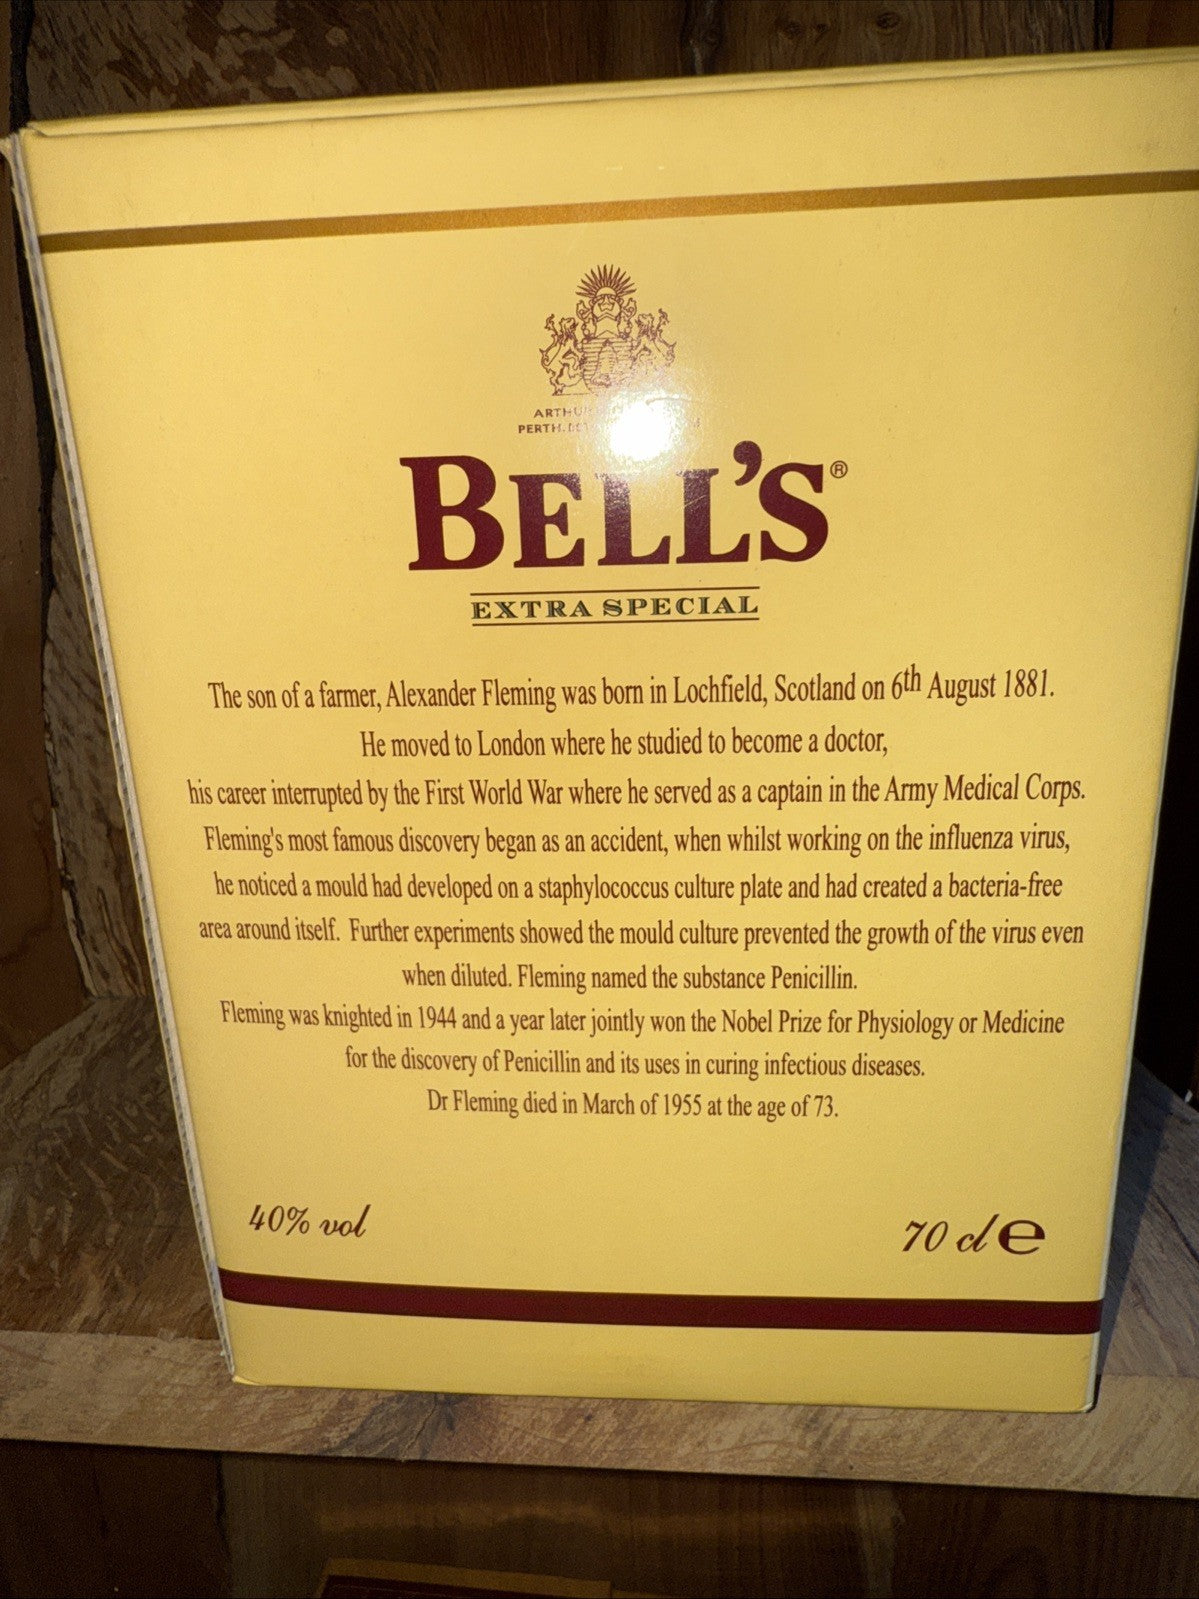 ARTHUR
PERTH.
BELL'S®
EXTRA SPECIAL
The son of a farmer, Alexander Fleming was born in Lochfield, Scotland on 6th August 1881.
He moved to London where he studied to become a doctor,
his career interrupted by the First World War where he served as a captain in the Army Medical Corps.
Fleming's most famous discovery began as an accident, when whilst working on the influenza virus,
he noticed a mould had developed on a staphylococcus culture plate and had created a bacteria-free
area around itself. Further experiments showed the mould culture prevented the growth of the virus even
when diluted. Fleming named the substance Penicillin.
Fleming was knighted in 1944 and a year later jointly won the Nobel Prize for Physiology or Medicine
for the discovery of Penicillin and its uses in curing infectious diseases.
Dr Fleming died in March of 1955 at the age of 73.
40% vol
70 cl e